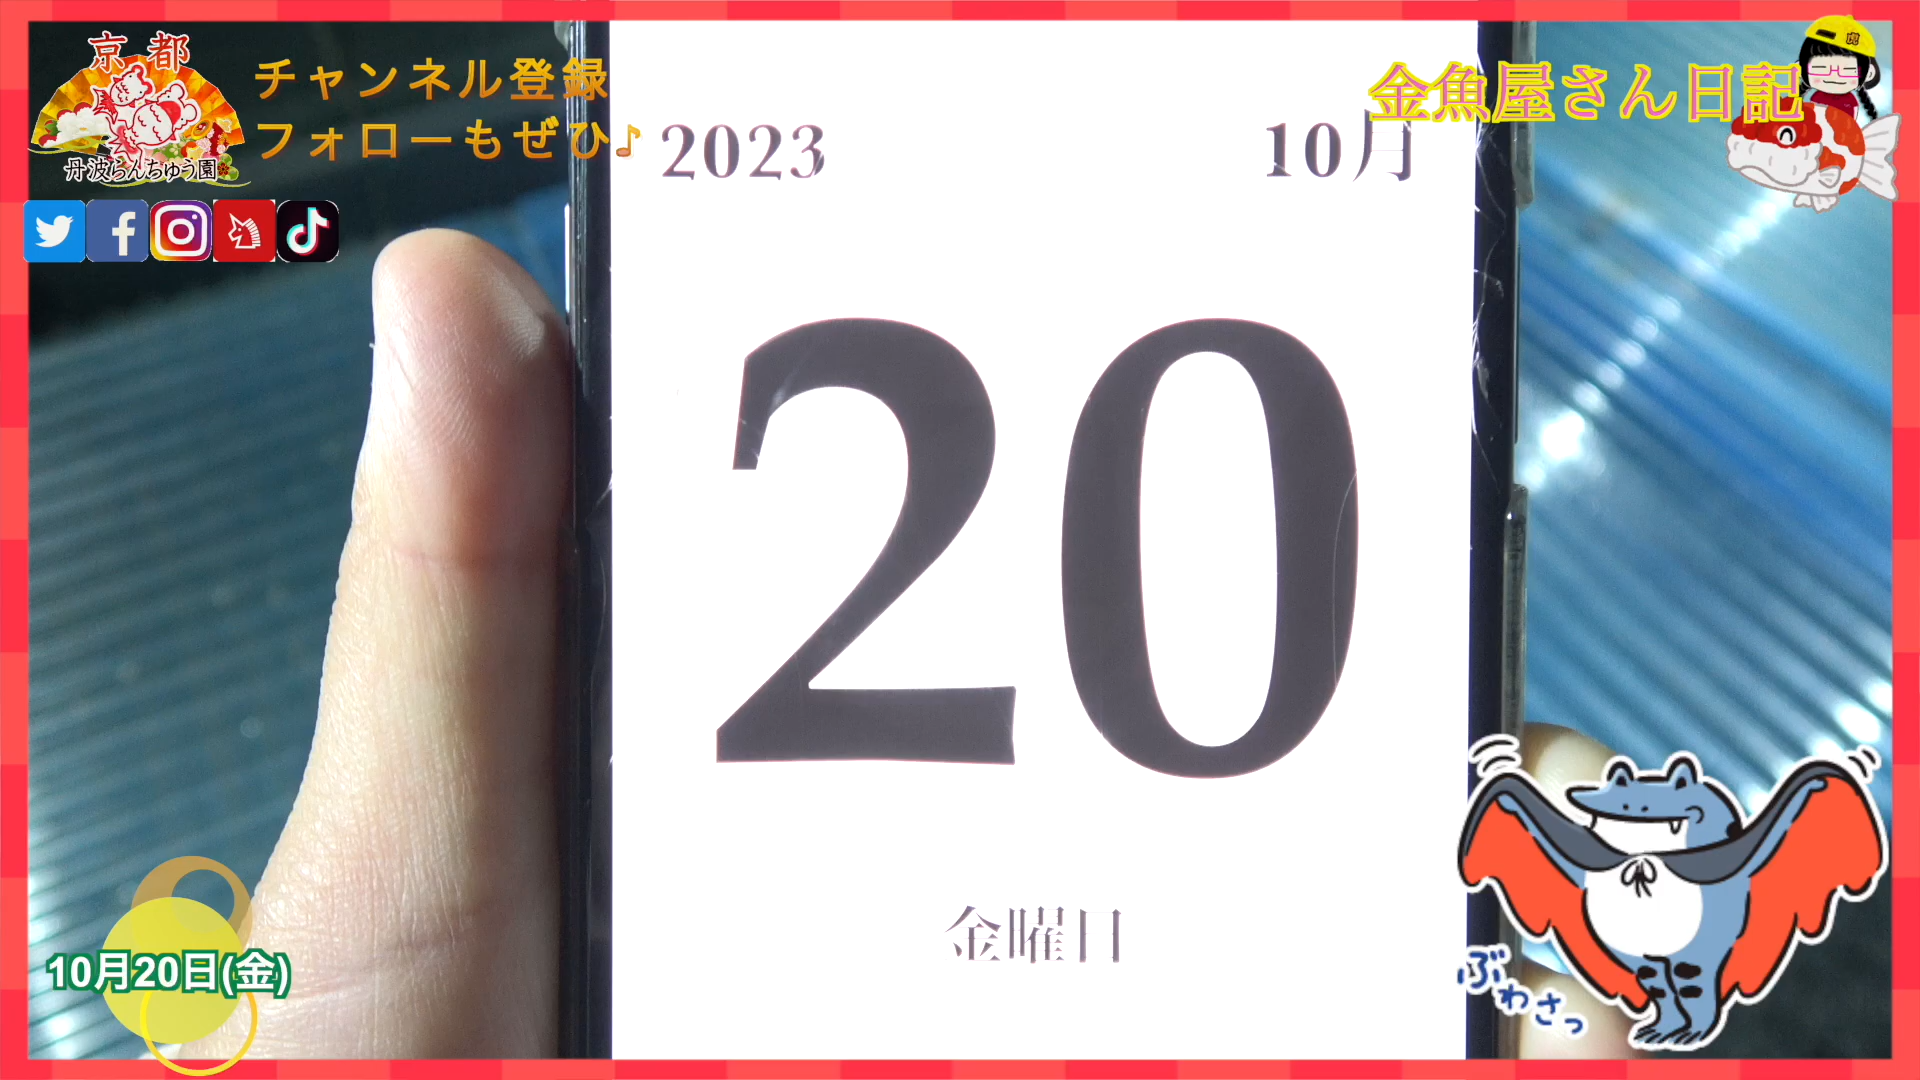 京都
丹波らんちゅう園
チャンネル登録
フォローもぜひ♪
金魚屋さん日記
虎
2023
10月
20
金曜日
10月20日(金)
ぶわさっ